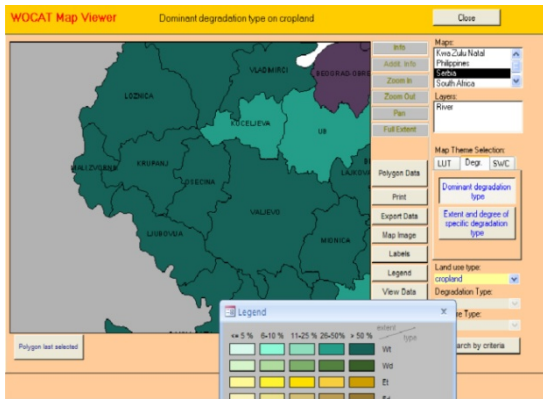 WOCAT Map Viewer
Dominant degradation type on cropland
Close
Info
Addit. Info
Zoom In
Zoom Out
Pan
Full Extent
Maps:
KwaZulu Natal
Philippines
Serbia
South Africa
Layers:
River
Map Theme Selection:
LUT Degr. SWC
Dominant degradation
type
Extent and degree of
specific degradation
type
Land use type:
cropland
Degradation Type:
Polygon Data
Print
Export Data
Map Image
Labels
Legend
View Data
VLADIMIRCI
BEOGRAD-OBRE
LOZNICA
KOCELJEVA
UB
KRUPANJ
OSECINA
VALJEVO
LJUBOVIJA
MIONICA
Polygon last selected
Legend
X
<= 5 % 6-10 % 11-25 % 26-50% > 50 %
extent
type
Wt
Wd
Et
arch by criteria